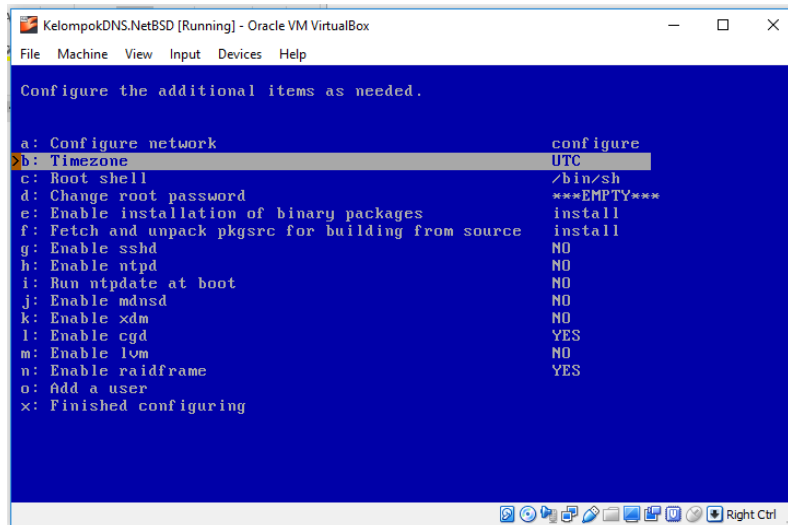 KelompokDNS.NetBSD [Running] - Oracle VM VirtualBox
File Machine View Input Devices Help
Configure the additional items as needed.
a: Configure network configure
>b: Timezone UTC
c: Root shell /bin/sh
d: Change root password ***EMPTY***
e: Enable installation of binary packages install
f: Fetch and unpack pkgsrc for building from source install
g: Enable sshd NO
h: Enable ntpd NO
i: Run ntpdate at boot NO
j: Enable mdnsd NO
k: Enable xdm NO
l: Enable cgd YES
m: Enable lvm NO
n: Enable raidframe YES
o: Add a user
x: Finished configuring
Right Ctrl